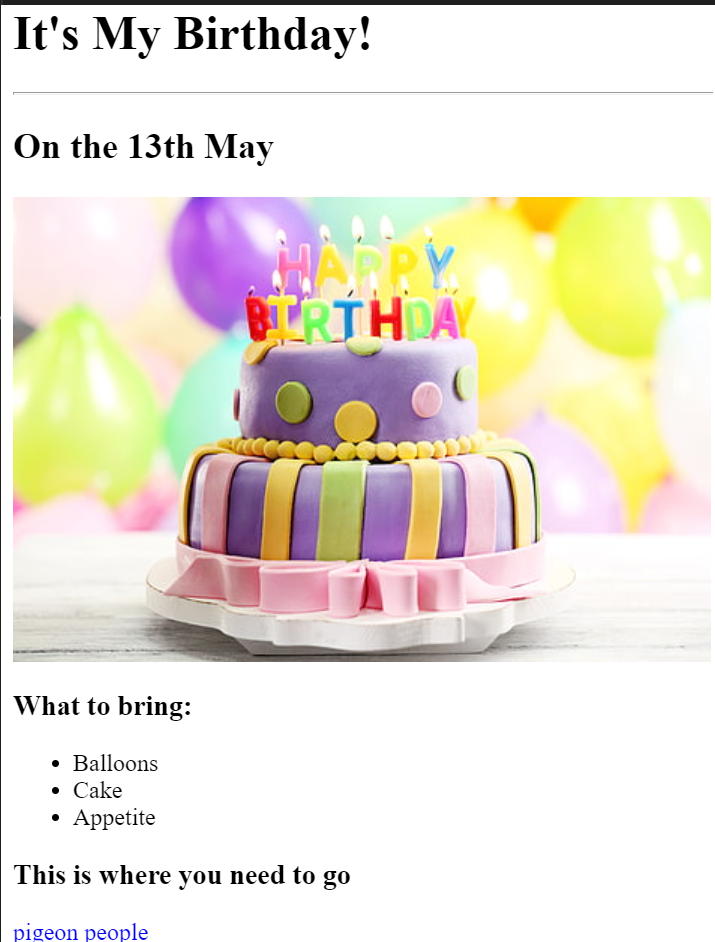 It's My Birthday!
On the 13th May
HAPPY
BIRTHDAY
What to bring:
Balloons
Cake
Appetite
This is where you need to go
pigeon people